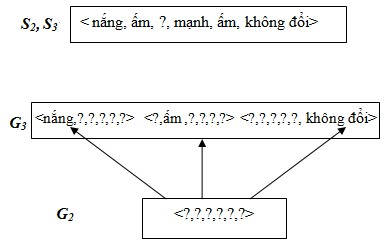 S2, S3 < nắng, ấm, ?, mạnh, ấm, không đổi>
G3 <nắng,?,?,?,?,?> <?,ấm ,?,?,?,?> <?,?,?,?,?, không đổi>
G2 <?,?,?,?,?,?>